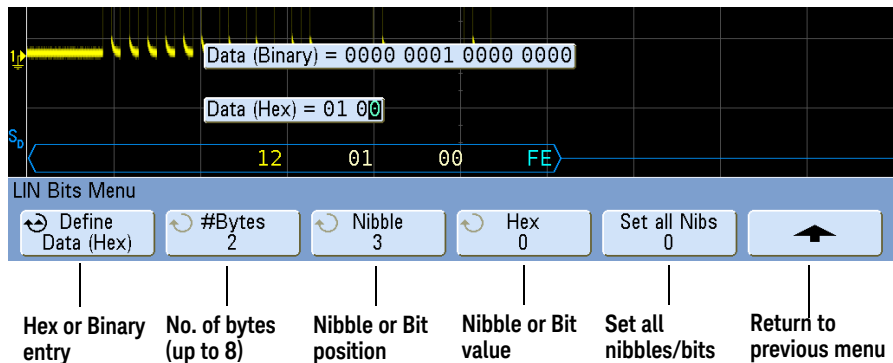 1
Data (Binary) = 0000 0001 0000 0000
Data (Hex) = 01 00
SD
12 01 00 FE
LIN Bits Menu
Define
Data (Hex)
#Bytes
2
Nibble
3
Hex
0
Set all Nibs
0
Hex or Binary
entry
No. of bytes
(up to 8)
Nibble or Bit
position
Nibble or Bit
value
Set all
nibbles/bits
Return to
previous menu